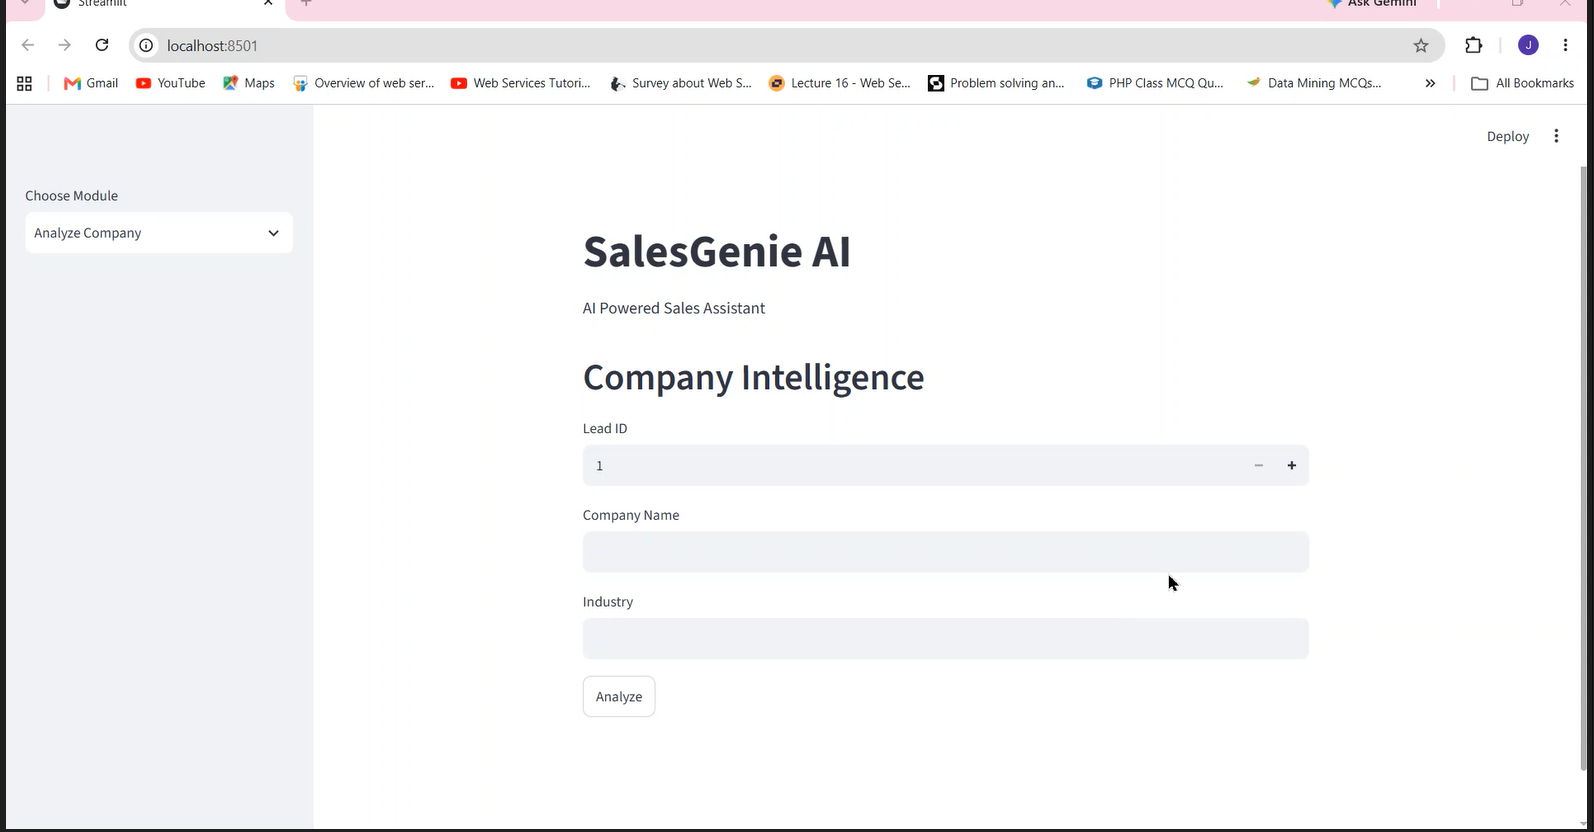 Streamlit
Ask Gemini
localhost:8501
J
Gmail
YouTube
Maps
Overview of web ser...
Web Services Tutori...
Survey about Web S...
Lecture 16 - Web Se...
Problem solving an...
PHP Class MCQ Qu...
Data Mining MCQs...
All Bookmarks
Deploy
Choose Module
Analyze Company
SalesGenie AI
AI Powered Sales Assistant
Company Intelligence
Lead ID
1
Company Name
Industry
Analyze